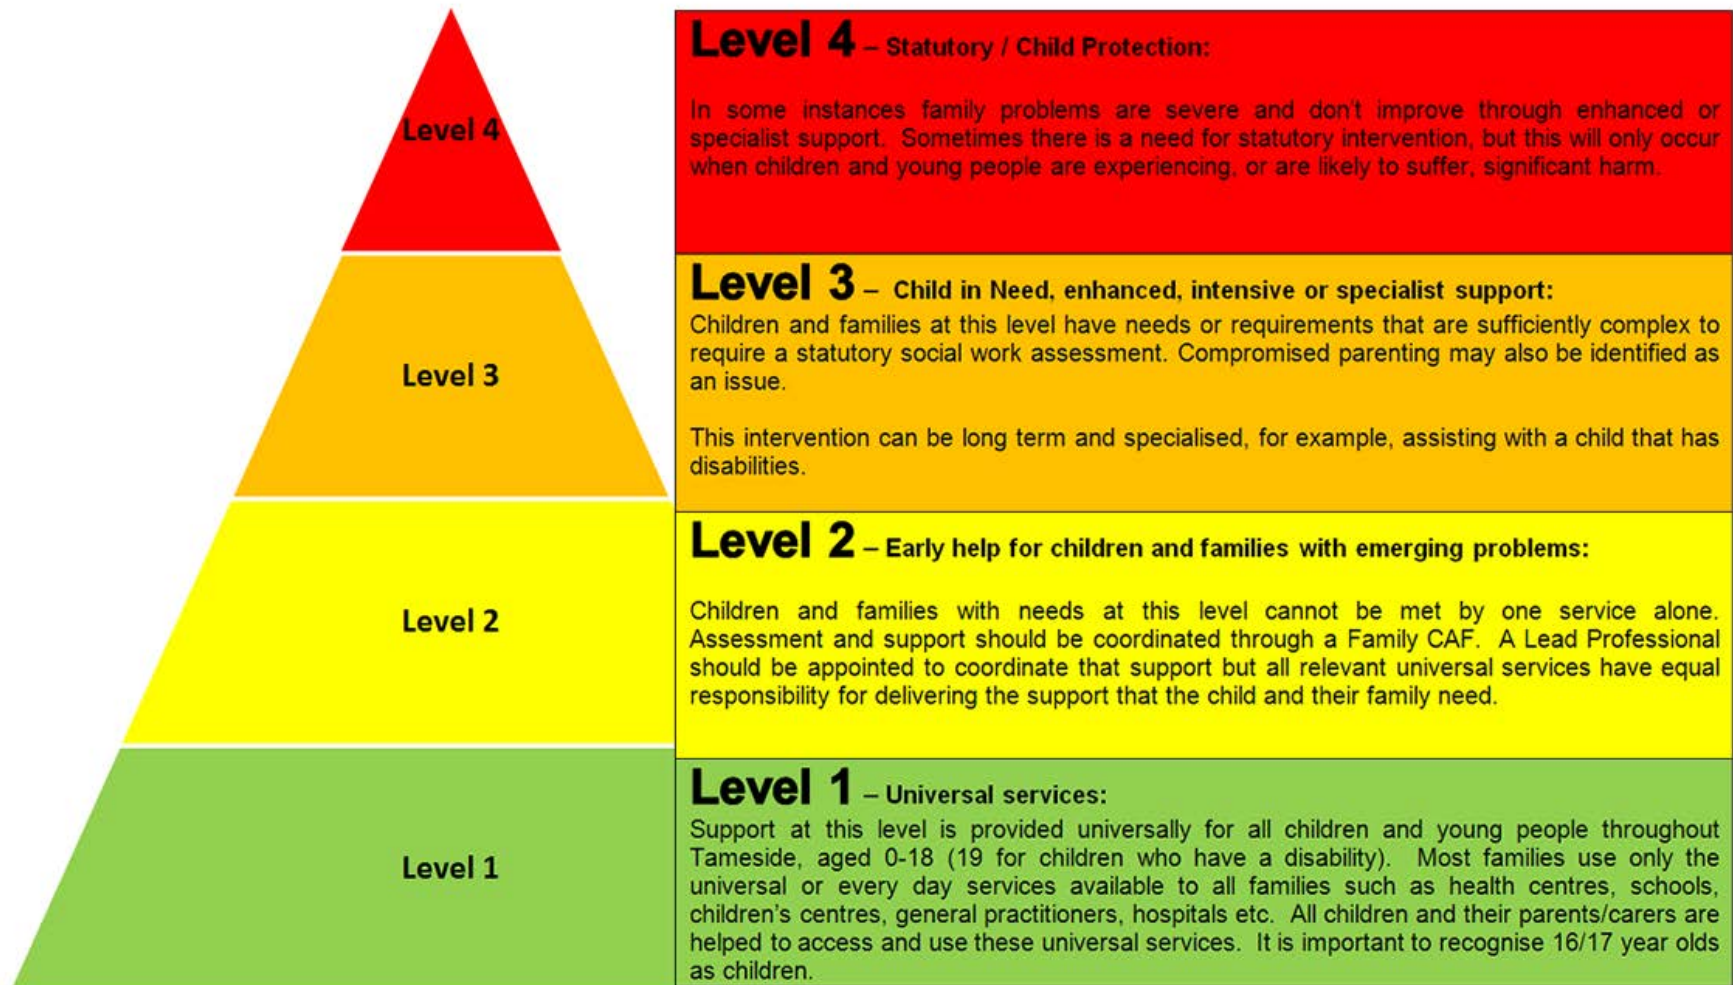 Level 4
Level 4 – Statutory / Child Protection:
In some instances family problems are severe and don't improve through enhanced or
specialist support. Sometimes there is a need for statutory intervention, but this will only occur
when children and young people are experiencing, or are likely to suffer, significant harm.
Level 3
Level 3 – Child in Need, enhanced, intensive or specialist support:
Children and families at this level have needs or requirements that are sufficiently complex to
require a statutory social work assessment. Compromised parenting may also be identified as
an issue.
This intervention can be long term and specialised, for example, assisting with a child that has
disabilities.
Level 2
Level 2 – Early help for children and families with emerging problems:
Children and families with needs at this level cannot be met by one service alone.
Assessment and support should be coordinated through a Family CAF. A Lead Professional
should be appointed to coordinate that support but all relevant universal services have equal
responsibility for delivering the support that the child and their family need.
Level 1
Level 1 – Universal services:
Support at this level is provided universally for all children and young people throughout
Tameside, aged 0-18 (19 for children who have a disability). Most families use only the
universal or every day services available to all families such as health centres, schools,
children's centres, general practitioners, hospitals etc. All children and their parents/carers are
helped to access and use these universal services. It is important to recognise 16/17 year olds
as children.